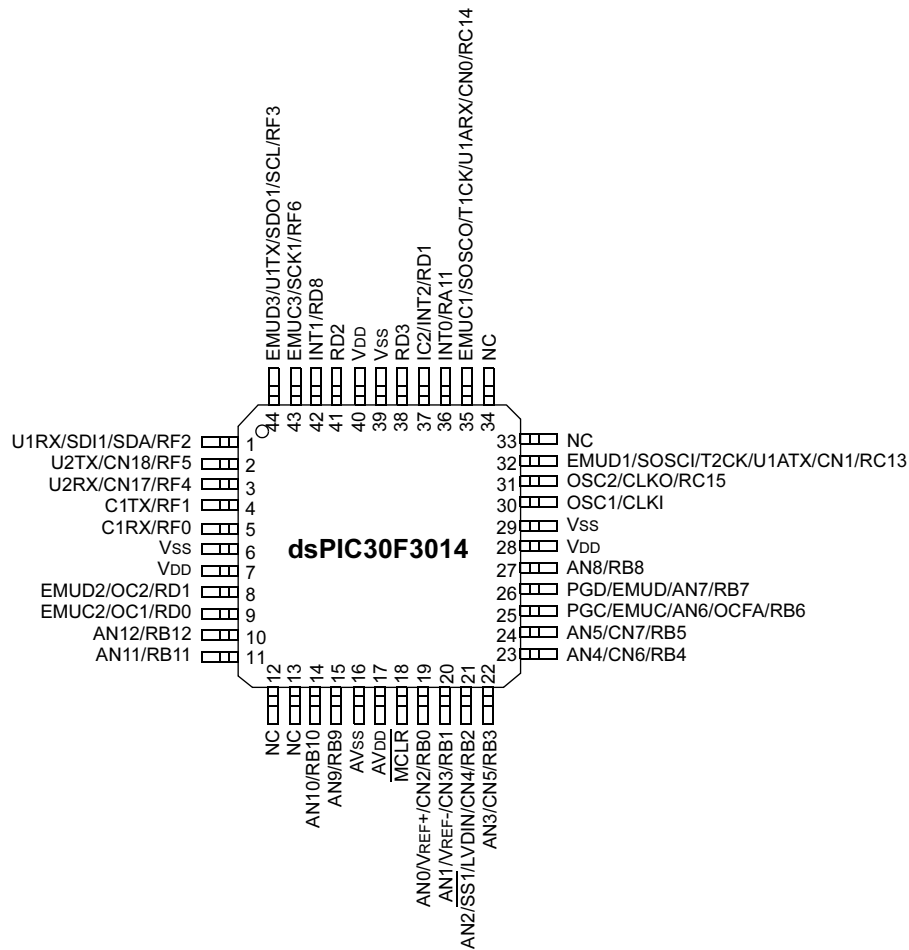 EMUD3/U1TX/SDO1/SCL/RF3
EMUC3/SCK1/RF6
INT1/RD8
RD2
VDD
VSS
RD3
IC2/INT2/RD1
INT0/RA11
EMUC1/SOSCO/T1CK/U1ARX/CN0/RC14
NC
44
43
42
41
40
39
38
37
36
35
34
U1RX/SDI1/SDA/RF2 1
U2TX/CN18/RF5 2
U2RX/CN17/RF4 3
C1TX/RF1 4
C1RX/RF0 5
VSS 6
VDD 7
EMUD2/OC2/RD1 8
EMUC2/OC1/RD0 9
AN12/RB12 10
AN11/RB11 11
dsPIC30F3014
33 NC
32 EMUD1/SOSCI/T2CK/U1ATX/CN1/RC13
31 OSC2/CLKO/RC15
30 OSC1/CLKI
29 VSS
28 VDD
27 AN8/RB8
26 PGD/EMUD/AN7/RB7
25 PGC/EMUC/AN6/OCFA/RB6
24 AN5/CN7/RB5
23 AN4/CN6/RB4
12
13
14
15
16
17
18
19
20
21
22
NC
NC
AN10/RB10
AN9/RB9
AVSS
AVDD
MCLR
AN0/VREF+/CN2/RB0
AN1/VREF-/CN3/RB1
AN2/SS1/LVDIN/CN4/RB2
AN3/CN5/RB3